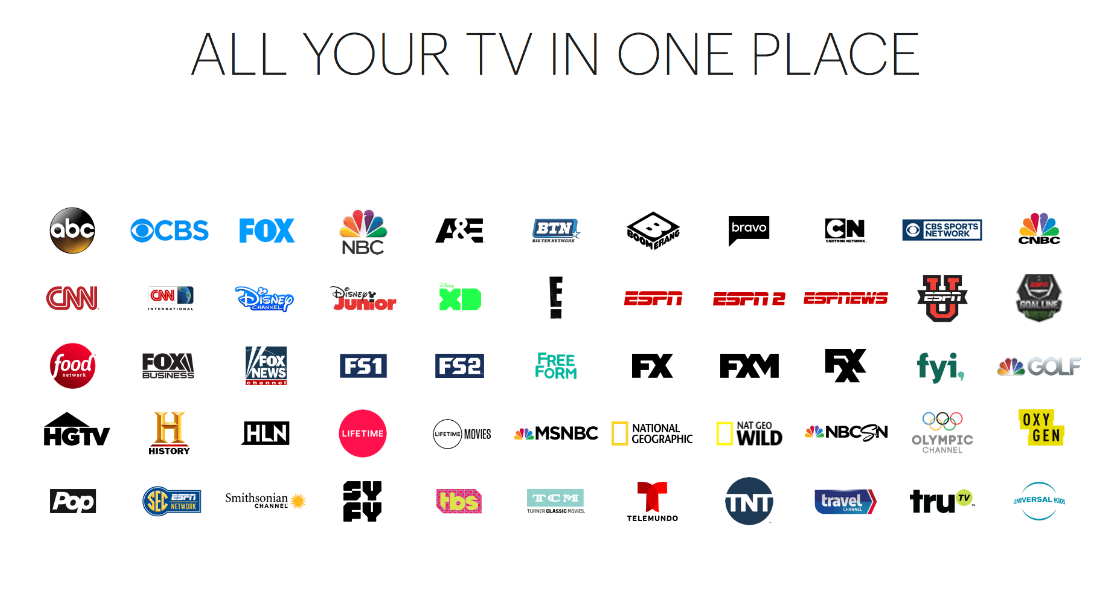 ALL YOUR TV IN ONE PLACE
abc
CBS
FOX
NBC
A&E
BTN
BIG TEN NETWORK
BOOMERANG
bravo
CN
CARTOON NETWORK
CBS SPORTS
NETWORK
CNBC
CNN
CNN
INTERNATIONAL
Disney
CHANNEL
Disney
Junior
Disney
XD
E!
ESPN
ESPN 2
ESPNEWS
ESPN
U
ESPN
GOAL LINE
food
network
FOX
BUSINESS
FOX
NEWS
channel
FS1
FS2
FREE
FORM
FX
FXM
FXX
fyi,
GOLF
HGTV
H
HISTORY
HLN
LIFETIME
LIFETIME MOVIES
MSNBC
NATIONAL
GEOGRAPHIC
NAT GEO
WILD
NBCSN
OLYMPIC
CHANNEL
OXY
GEN
Pop
SEC ESPN
NETWORK
Smithsonian
CHANNEL
SY
FY
tbs
TCM
TURNER CLASSIC MOVIES.
T
TELEMUNDO
TNT
travel
CHANNEL
truTV
UNIVERSAL KIDS